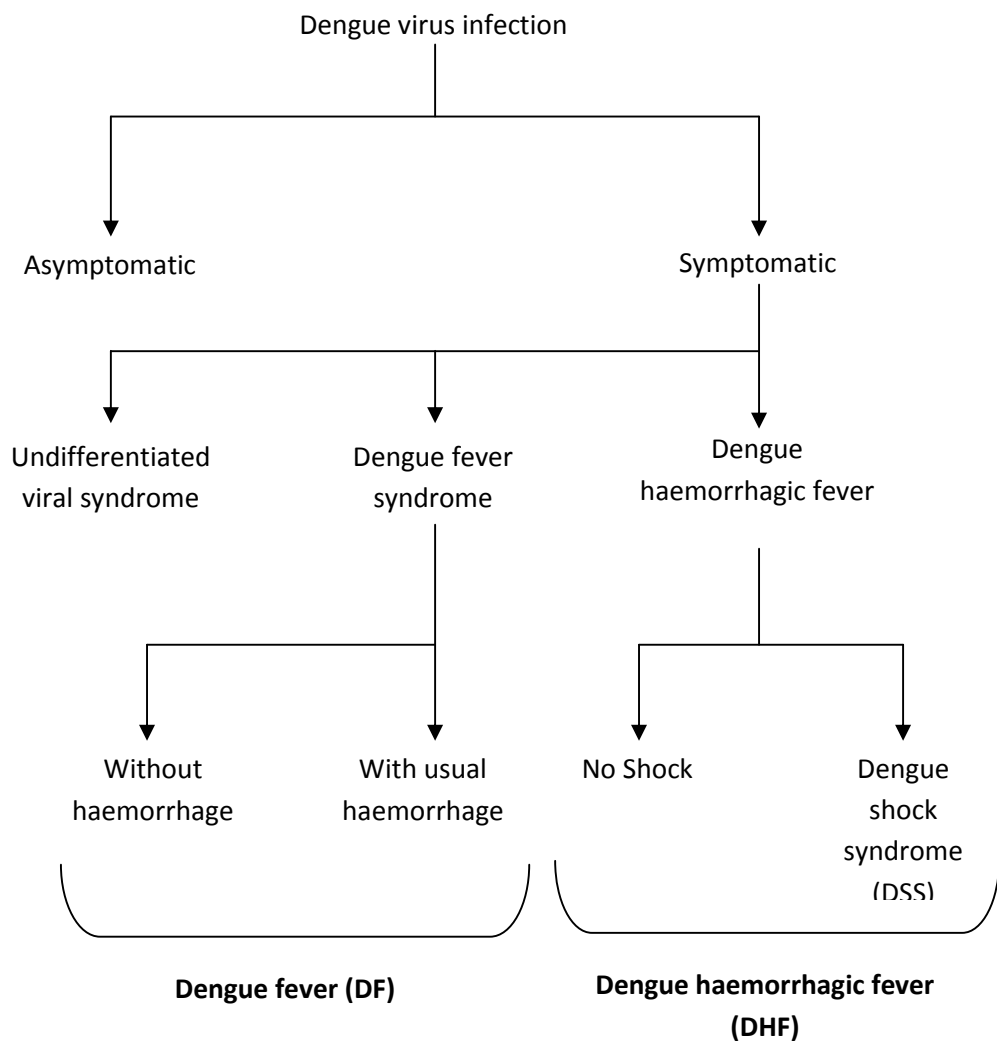 Dengue virus infection
Asymptomatic
Symptomatic
Undifferentiated
viral syndrome
Dengue fever
syndrome
Dengue
haemorrhagic fever
Without
haemorrhage
With usual
haemorrhage
No Shock
Dengue
shock
syndrome
(DSS)
Dengue fever (DF)
Dengue haemorrhagic fever
(DHF)